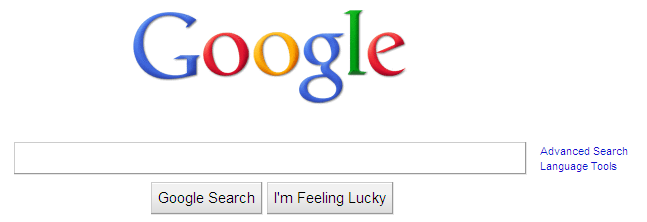 Google
Advanced Search
Language Tools
Google Search
I'm Feeling Lucky